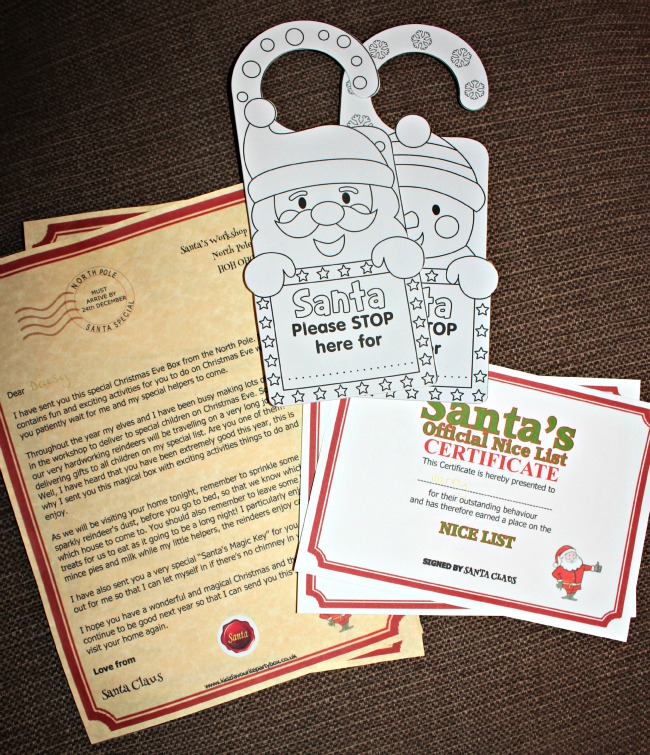 Santa's workshop
North Pole
HOH OH
NORTH POLE
MUST
ARRIVE BY
24th DECEMBER
SANTA SPECIAL
Dear
I have sent you this special Christmas Eve Box from the North Pole.
contains fun and exciting activities for you to do on Christmas Eve
you patiently wait for me and my special helpers to come.
Throughout the year my elves and I have been busy making lots
in the workshop to deliver to special children on Christmas Eve.
our very hardworking reindeers will be travelling on a very long
delivering gifts to all children on my special list. Are you one of them
Well, I have heard that you have been extremely good this year, this is
why I sent you this magical box with exciting activities things to do and
enjoy.
As we will be visiting your home tonight, remember to sprinkle some
sparkly reindeer's dust, before you go to bed, so that we know which
house to come to. You should also remember to leave some
treats for us to eat as it going to be a long night! I particularly
mince pies and milk while my little helpers, the reindeers enjoy
I have also sent you a very special "Santa's Magic Key" for you
out for me so that I can let myself in if there's no chimney in
I hope you have a wonderful and magical Christmas and
continue to be good next year so that I can send you this
visit your home again.
Love from
Santa Claus
Santa
www.kidzfavouritepartybox.co.uk
Santa
Please STOP
here for
ta
TOP
r
Santa's
Official Nice List
CERTIFICATE
This Certificate is hereby presented to
for their outstanding behaviour
and has therefore earned a place on the
NICE LIST
SIGNED BY SANTA CLAUS